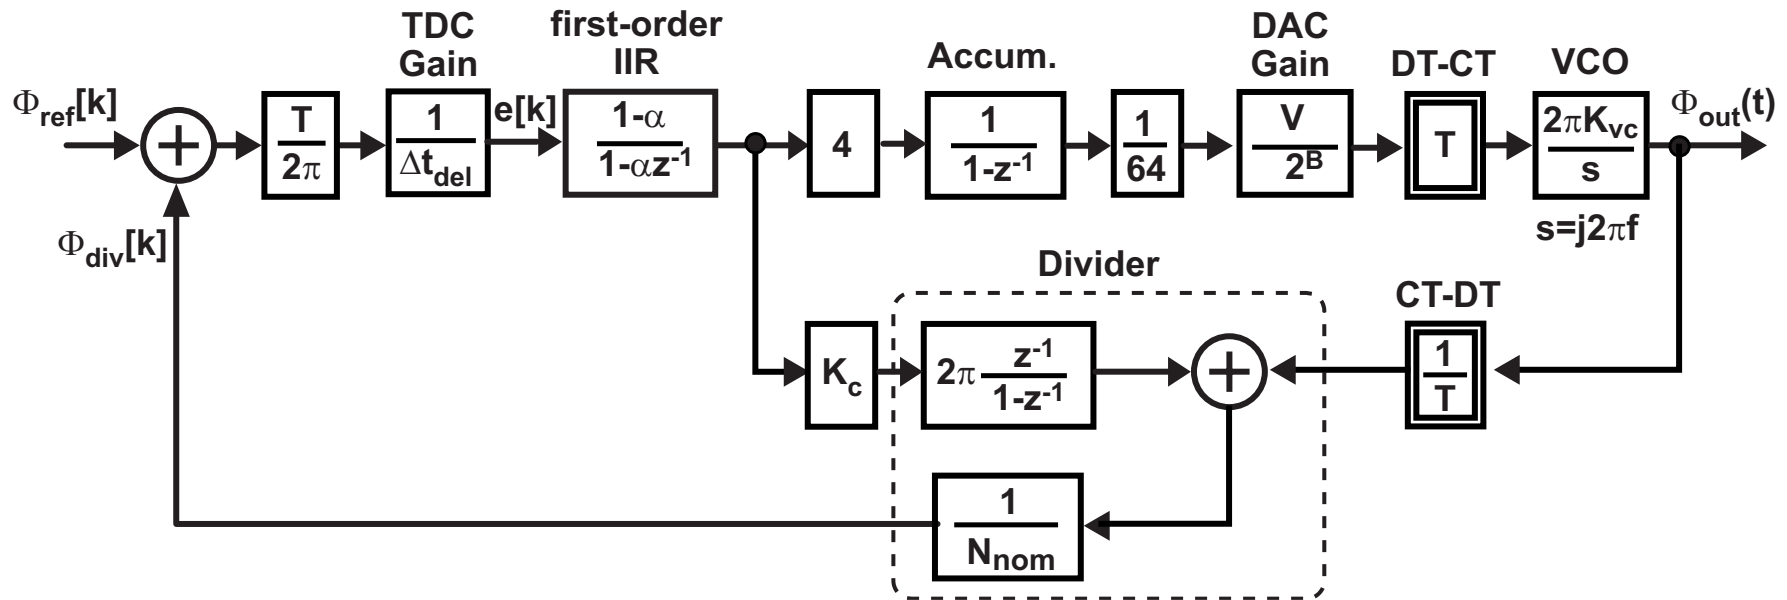 TDC
Gain
first-order
IIR
Accum.
DAC
Gain
DT-CT
VCO
Φref[k]
+
T
2π
1
Δtdel
e[k]
1-α
1-αz-1
4
1
1-z-1
1
64
V
2B
T
2πKvc
s
Φout(t)
s=j2πf
Φdiv[k]
Divider
CT-DT
Kc
2π z-1
1-z-1
+
1
T
1
Nnom